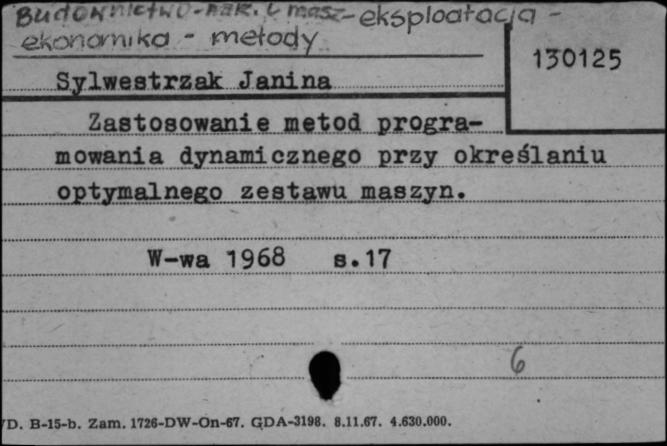 Budownictwo-narz. i masz-eksploatacja -
ekonomika - metody
130125
Sylwestrzak Janina
Zastosowanie metod progra-
mowania dynamicznego przy określaniu
optymalnego zestawu maszyn.
W-wa 1968 s.17
6
D. B-15-b. Zam. 1726-DW-On-67. GDA-3198. 8.11.67. 4.630.000.